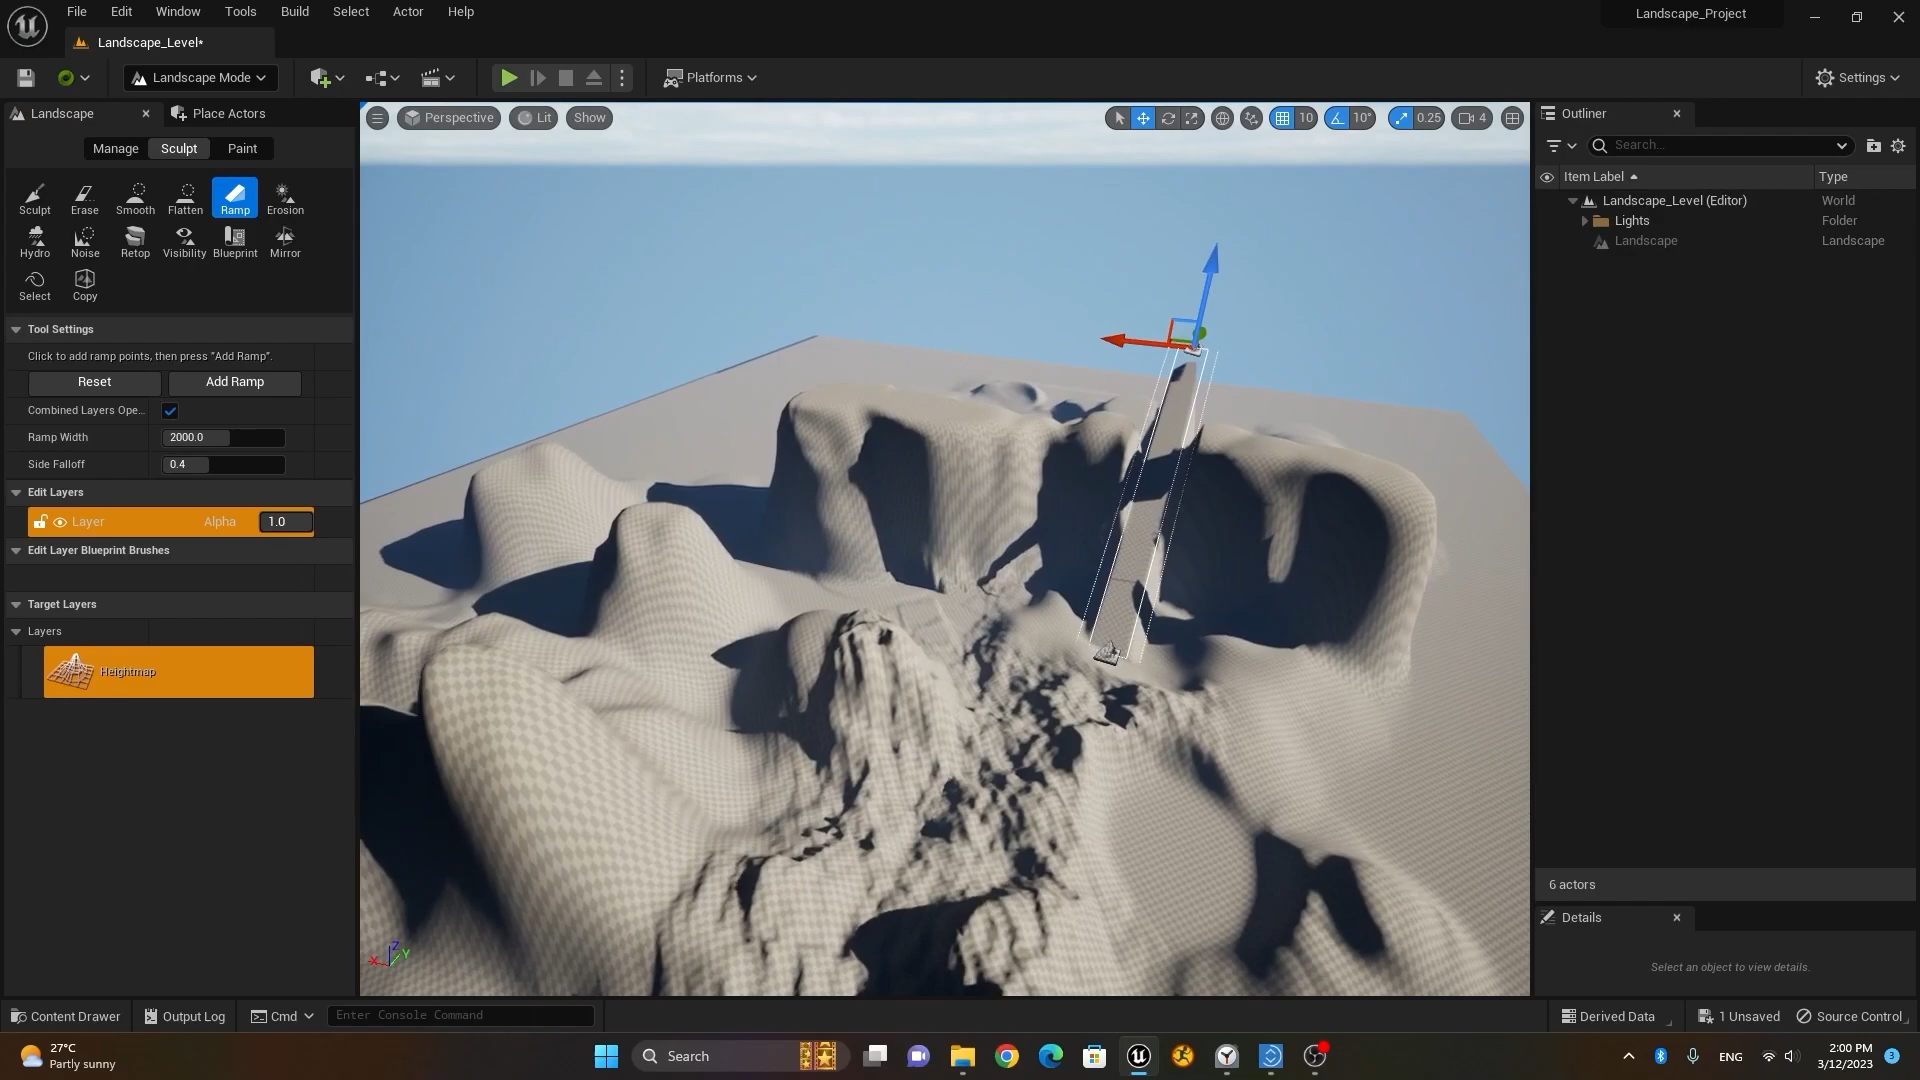 File Edit Window Tools Build Select Actor Help
Landscape_Project
Landscape_Level*
Landscape Mode
Platforms
Settings
Landscape
Place Actors
Manage Sculpt Paint
Sculpt Erase Smooth Flatten Ramp Erosion
Hydro Noise Retop Visibility Blueprint Mirror
Select Copy
Tool Settings
Click to add ramp points, then press "Add Ramp".
Reset Add Ramp
Combined Layers Ope...
Ramp Width 2000.0
Side Falloff 0.4
Edit Layers
Layer Alpha 1.0
Edit Layer Blueprint Brushes
Target Layers
Layers
Heightmap
Perspective Lit Show
10 10° 0.25 4
Z
X Y
Outliner
Search...
Item Label Type
Landscape_Level (Editor) World
Lights Folder
Landscape Landscape
6 actors
Details
Select an object to view details.
Content Drawer Output Log Cmd Enter Console Command
Derived Data 1 Unsaved Source Control
27°C
Partly sunny
Search
ENG
2:00 PM
3/12/2023
3